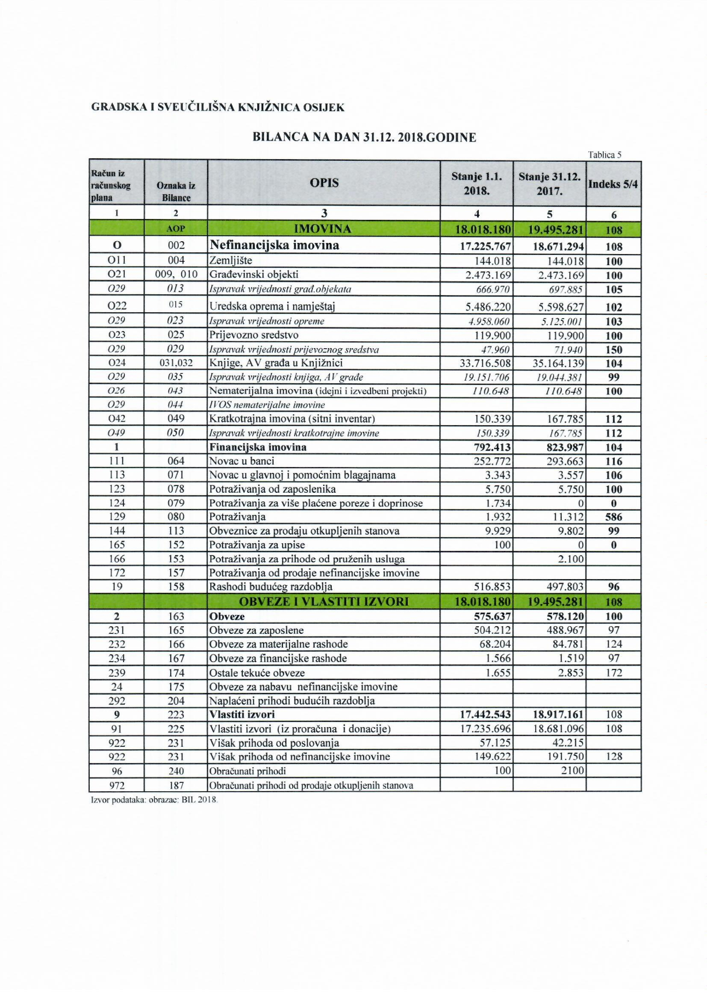 GRADSKA I SVEUČILIŠNA KNJIŽNICA OSIJEK
BILANCA NA DAN 31.12. 2018.GODINE
Tablica 5
Račun iz računskog plana Oznaka iz Bilance OPIS Stanje 1.1. 2018. Stanje 31.12. 2017. Indeks 5/4
1 2 3 4 5 6
AOP IMOVINA 18.018.180 19.495.281 108
O 002 Nefinancijska imovina 17.225.767 18.671.294 108
O11 004 Zemljište 144.018 144.018 100
O21 009, 010 Građevinski objekti 2.473.169 2.473.169 100
O29 013 Ispravak vrijednosti građ.objekata 666.970 697.885 105
O22 015 Uredska oprema i namještaj 5.486.220 5.598.627 102
O29 023 Ispravak vrijednosti opreme 4.958.060 5.125.001 103
O23 025 Prijevozno sredstvo 119.900 119.900 100
O29 029 Ispravak vrijednosti prijevoznog sredstva 47.960 71.940 150
O24 031,032 Knjige, AV građa u Knjižnici 33.716.508 35.164.139 104
O29 035 Ispravak vrijednosti knjiga, AV građe 19.151.706 19.044.381 99
O26 043 Nematerijalna imovina (idejni i izvedbeni projekti) 110.648 110.648 100
O29 044 IVOS nematerijalne imovine
O42 049 Kratkotrajna imovina (sitni inventar) 150.339 167.785 112
O49 050 Ispravak vrijednosti kratkotrajne imovine 150.339 167.785 112
1 Financijska imovina 792.413 823.987 104
111 064 Novac u banci 252.772 293.663 116
113 071 Novac u glavnoj i pomoćnim blagajnama 3.343 3.557 106
123 078 Potraživanja od zaposlenika 5.750 5.750 100
124 079 Potraživanja za više plaćene poreze i doprinose 1.734 0 0
129 080 Potraživanja 1.932 11.312 586
144 113 Obveznice za prodaju otkupljenih stanova 9.929 9.802 99
165 152 Potraživanja za upise 100 0 0
166 153 Potraživanja za prihode od pruženih usluga 2.100
172 157 Potraživanja od prodaje nefinancijske imovine
19 158 Rashodi budućeg razdoblja 516.853 497.803 96
OBVEZE I VLASTITI IZVORI 18.018.180 19.495.281 108
2 163 Obveze 575.637 578.120 100
231 165 Obveze za zaposlene 504.212 488.967 97
232 166 Obveze za materijalne rashode 68.204 84.781 124
234 167 Obveze za financijske rashode 1.566 1.519 97
239 174 Ostale tekuće obveze 1.655 2.853 172
24 175 Obveze za nabavu nefinancijske imovine
292 204 Naplaćeni prihodi budućih razdoblja
9 223 Vlastiti izvori 17.442.543 18.917.161 108
91 225 Vlastiti izvori (iz proračuna i donacije) 17.235.696 18.681.096 108
922 231 Višak prihoda od poslovanja 57.125 42.215
922 231 Višak prihoda od nefinancijske imovine 149.622 191.750 128
96 240 Obračunati prihodi 100 2100
972 187 Obračunati prihodi od prodaje otkupljenih stanova
Izvor podataka: obrazac: BIL 2018.